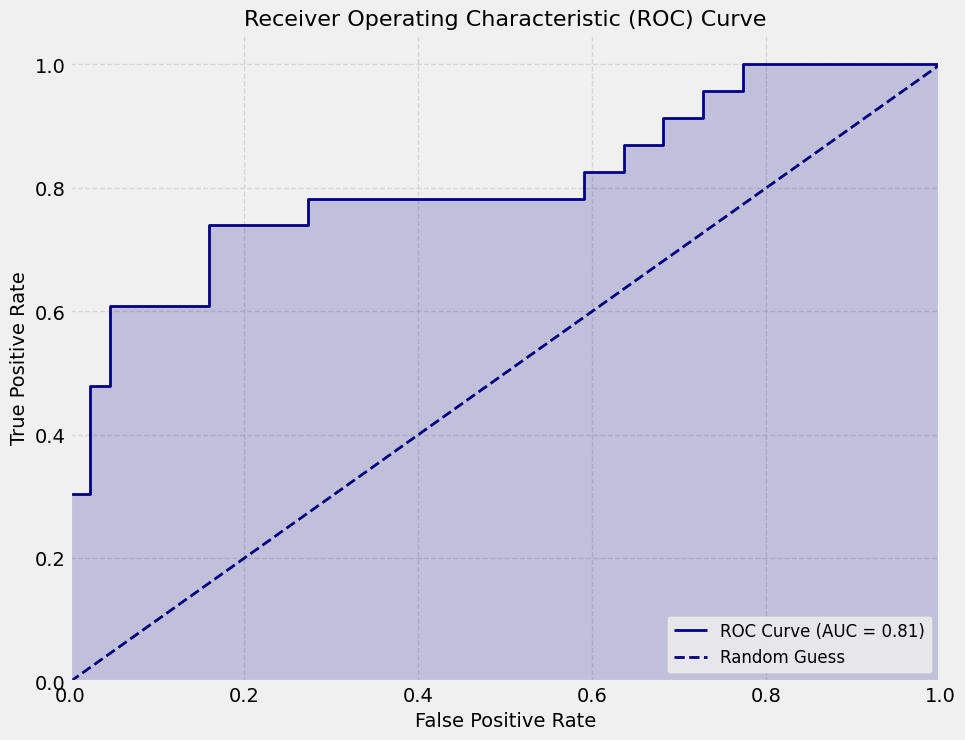 Receiver Operating Characteristic (ROC) Curve
True Positive Rate
1.0
0.8
0.6
0.4
0.2
0.0
0.0 0.2 0.4 0.6 0.8 1.0
False Positive Rate
ROC Curve (AUC = 0.81)
Random Guess